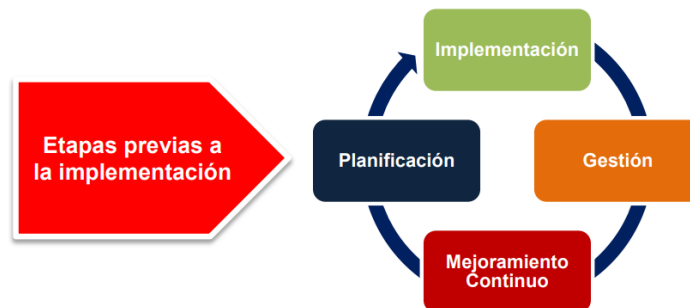 Etapas previas a
la implementación
Implementación
Planificación
Gestión
Mejoramiento
Continuo